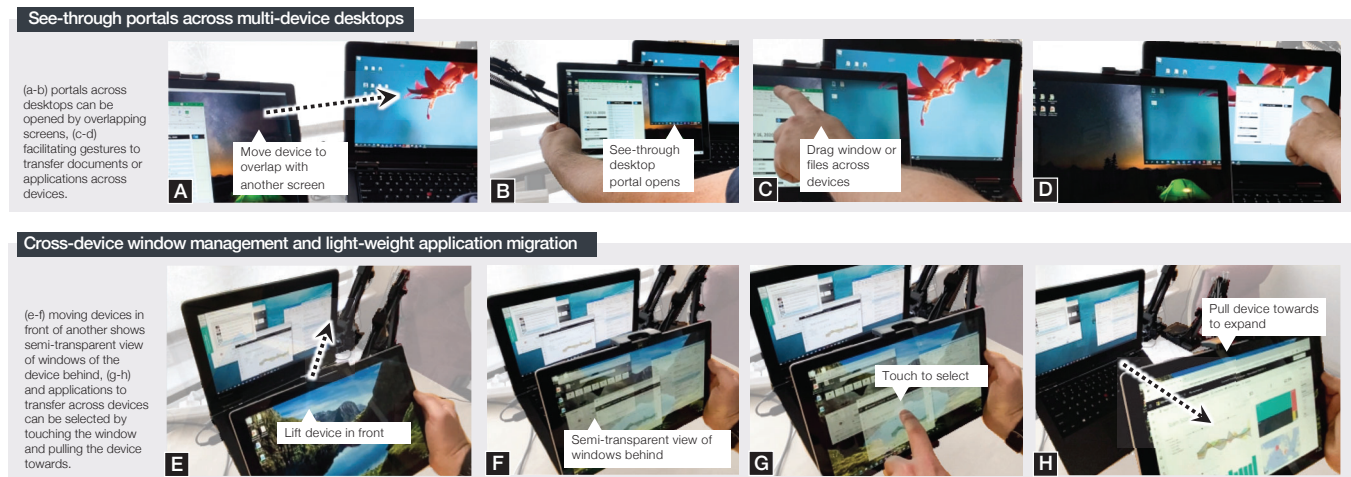 See-through portals across multi-device desktops
(a-b) portals across
desktops can be
opened by overlapping
screens, (c-d)
facilitating gestures to
transfer documents or
applications across
devices.
Move device to
overlap with
another screen
A
See-through
desktop
portal opens
B
Drag window or
files across
devices
C
D
Cross-device window management and light-weight application migration
(e-f) moving devices in
front of another shows
semi-transparent view
of windows of the
device behind, (g-h)
and applications to
transfer across devices
can be selected by
touching the window
and pulling the device
towards.
Lift device in front
E
Semi-transparent view of
windows behind
F
Touch to select
G
Pull device towards
to expand
H